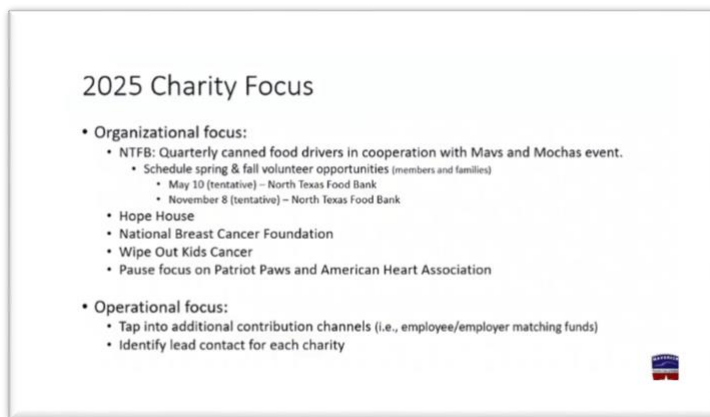 2025 Charity Focus
• Organizational focus:
• NTFB: Quarterly canned food drivers in cooperation with Mavs and Mochas event.
• Schedule spring & fall volunteer opportunities (members and families)
• May 10 (tentative) – North Texas Food Bank
• November 8 (tentative) – North Texas Food Bank
• Hope House
• National Breast Cancer Foundation
• Wipe Out Kids Cancer
• Pause focus on Patriot Paws and American Heart Association
• Operational focus:
• Tap into additional contribution channels (i.e., employee/employer matching funds)
• Identify lead contact for each charity
MAVERICK